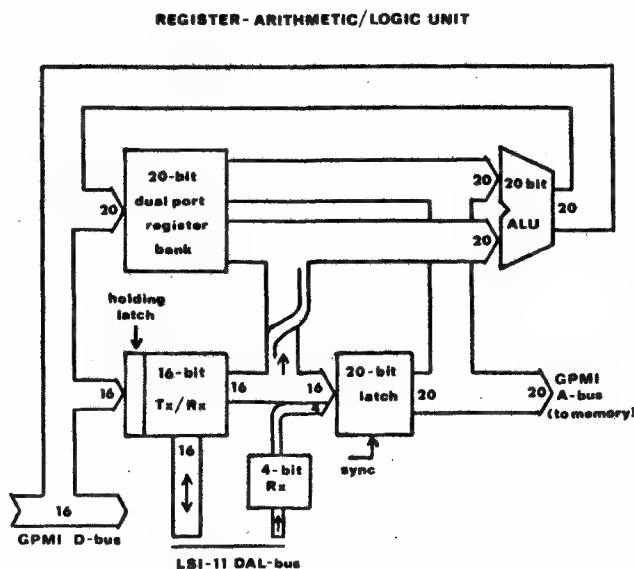 REGISTER- ARITHMETIC/LOGIC UNIT
20-bit
dual port
register
bank
20
20
20
20 bit
ALU
20
holding
latch
16
16-bit
Tx/Rx
16
16
4
20-bit
latch
20
20
GPMI
A-bus
(to memory)
16
4-bit
Rx
sync
16
GPMI D-bus
LSI-11 DAL-bus